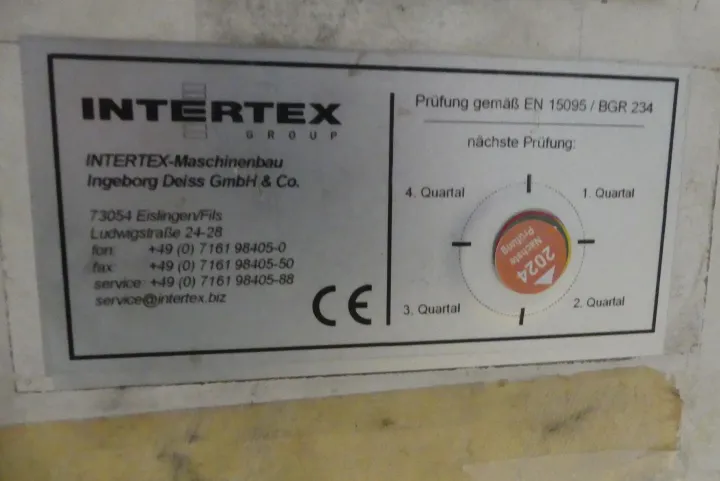 INTERTEX
GROUP
INTERTEX-Maschinenbau
Ingeborg Deiss GmbH & Co.
73054 Eislingen/Fils
Ludwigstraße 24-28
fon: +49 (0) 7161 98405-0
fax: +49 (0) 7161 98405-50
service: +49 (0) 7161 98405-88
service@intertex.biz
CE
Prüfung gemäß EN 15095 / BGR 234
nächste Prüfung:
4. Quartal
1. Quartal
Nächste
Prüfung
2024
3. Quartal
2. Quartal